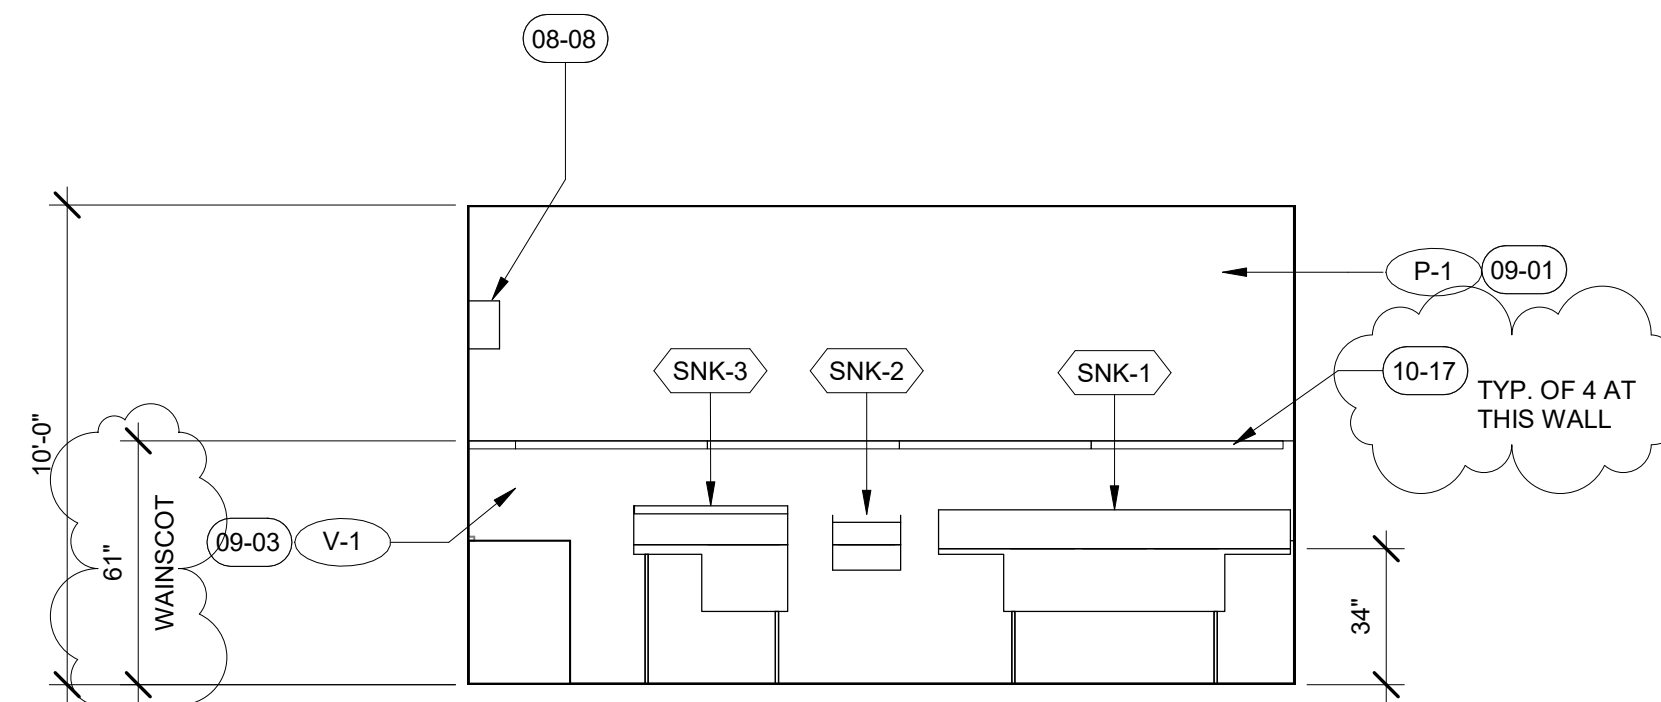 08-08
P-1
09-01
SNK-3
SNK-2
SNK-1
10-17
TYP. OF 4 AT
THIS WALL
10'-0"
61"
WAINSCOT
09-03
V-1
34"